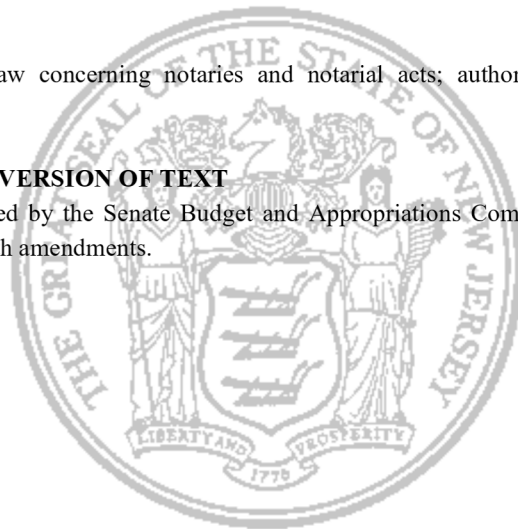 aw concerning notaries and notarial acts; author
VERSION OF TEXT
ed by the Senate Budget and Appropriations Com
h amendments.
THE GREAT SEAL OF THE STATE OF NEW JERSEY
LIBERTY AND PROSPERITY
1776